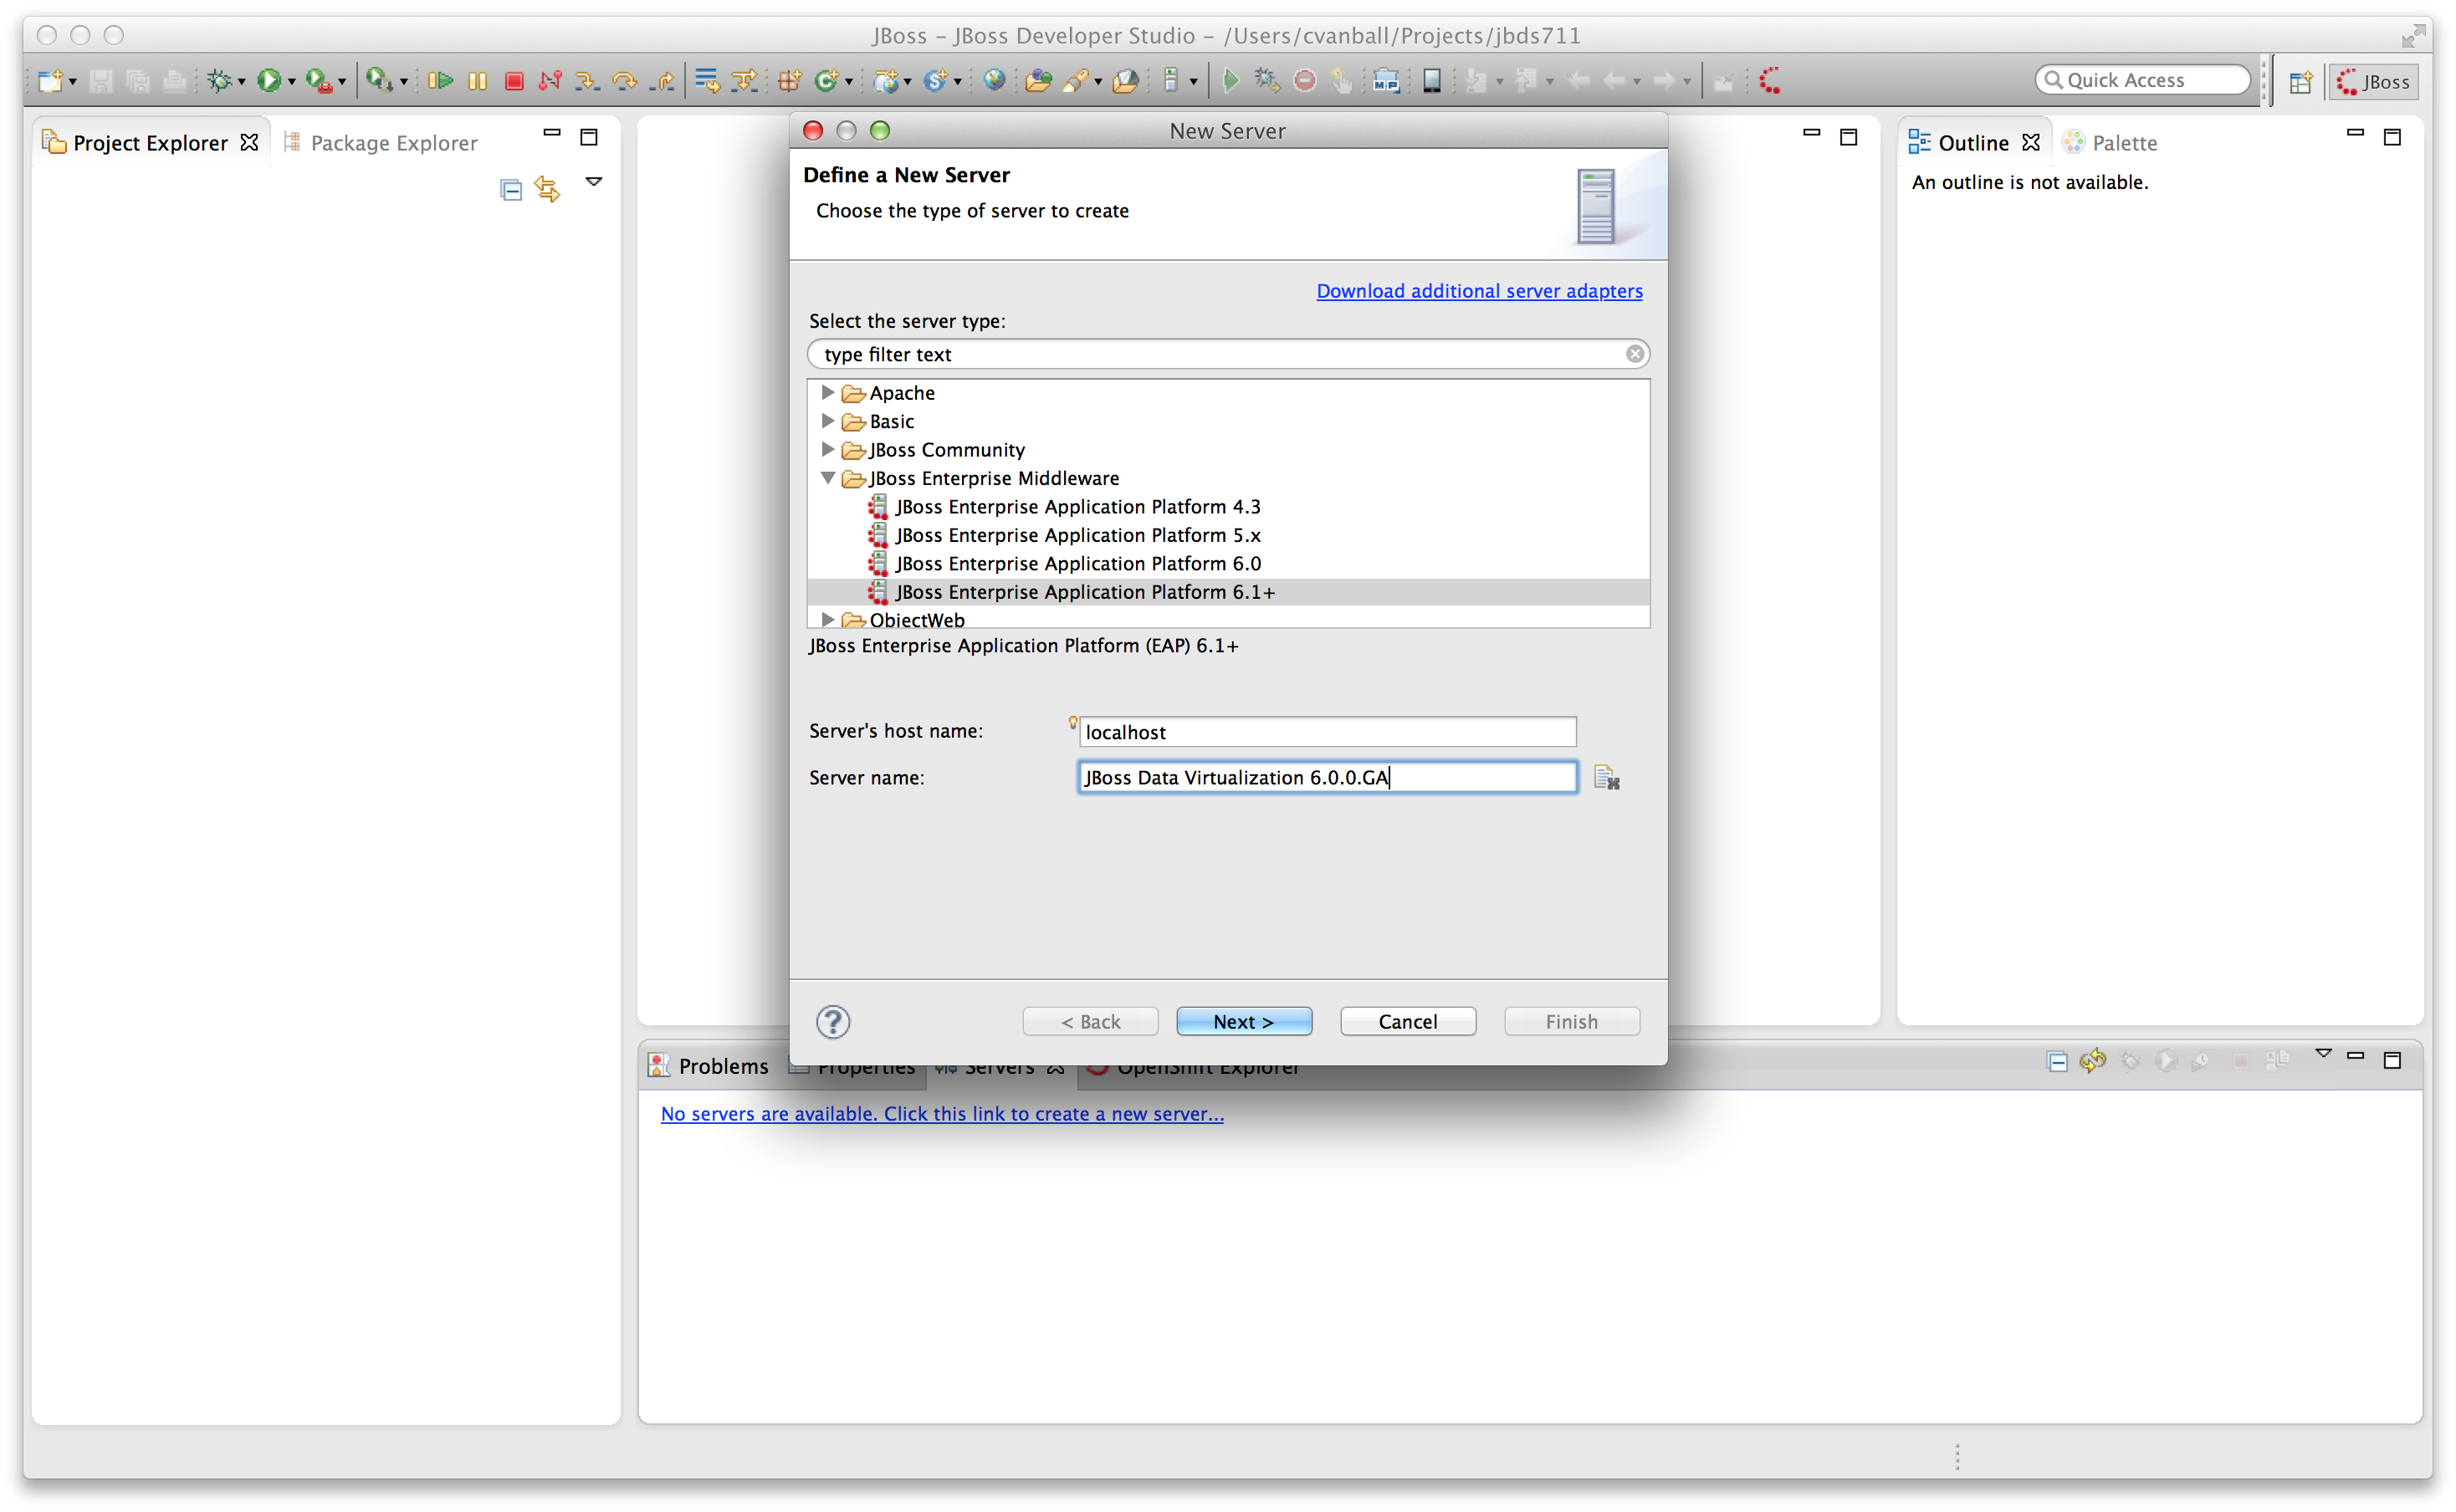 JBoss – JBoss Developer Studio – /Users/cvanball/Projects/jbds711
Quick Access
JBoss
Project Explorer
Package Explorer
Outline
Palette
An outline is not available.
New Server
Define a New Server
Choose the type of server to create
Download additional server adapters
Select the server type:
type filter text
Apache
Basic
JBoss Community
JBoss Enterprise Middleware
JBoss Enterprise Application Platform 4.3
JBoss Enterprise Application Platform 5.x
JBoss Enterprise Application Platform 6.0
JBoss Enterprise Application Platform 6.1+
ObjectWeb
JBoss Enterprise Application Platform (EAP) 6.1+
Server's host name:
localhost
Server name:
JBoss Data Virtualization 6.0.0.GA
< Back
Next >
Cancel
Finish
Problems
Properties
Servers
OpenShift Explorer
No servers are available. Click this link to create a new server...